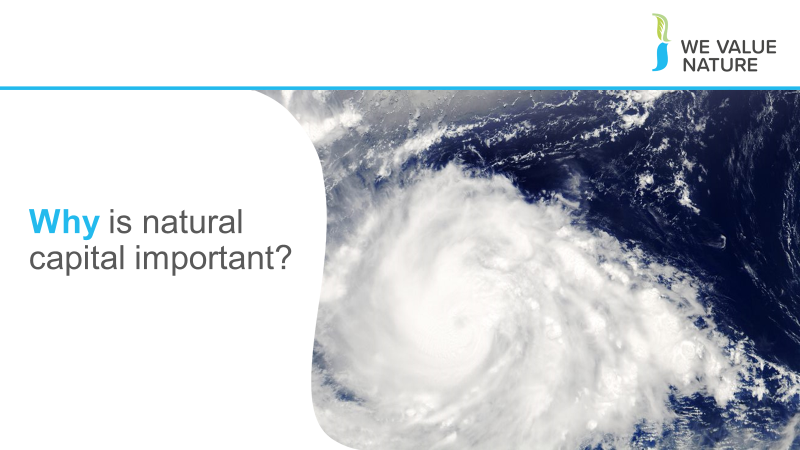 WE VALUE
NATURE
Why is natural
capital important?